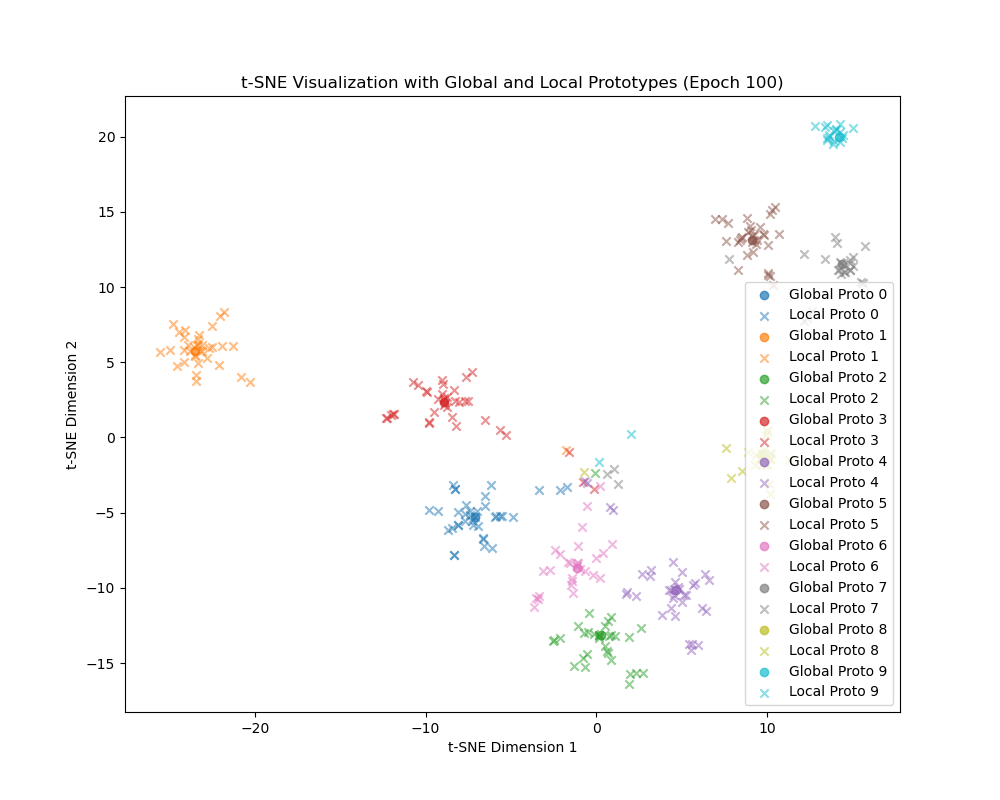 t-SNE Visualization with Global and Local Prototypes (Epoch 100)
t-SNE Dimension 2
20
15
10
5
0
−5
−10
−15
Global Proto 0
Local Proto 0
Global Proto 1
Local Proto 1
Global Proto 2
Local Proto 2
Global Proto 3
Local Proto 3
Global Proto 4
Local Proto 4
Global Proto 5
Local Proto 5
Global Proto 6
Local Proto 6
Global Proto 7
Local Proto 7
Global Proto 8
Local Proto 8
Global Proto 9
Local Proto 9
−20 −10 0 10
t-SNE Dimension 1